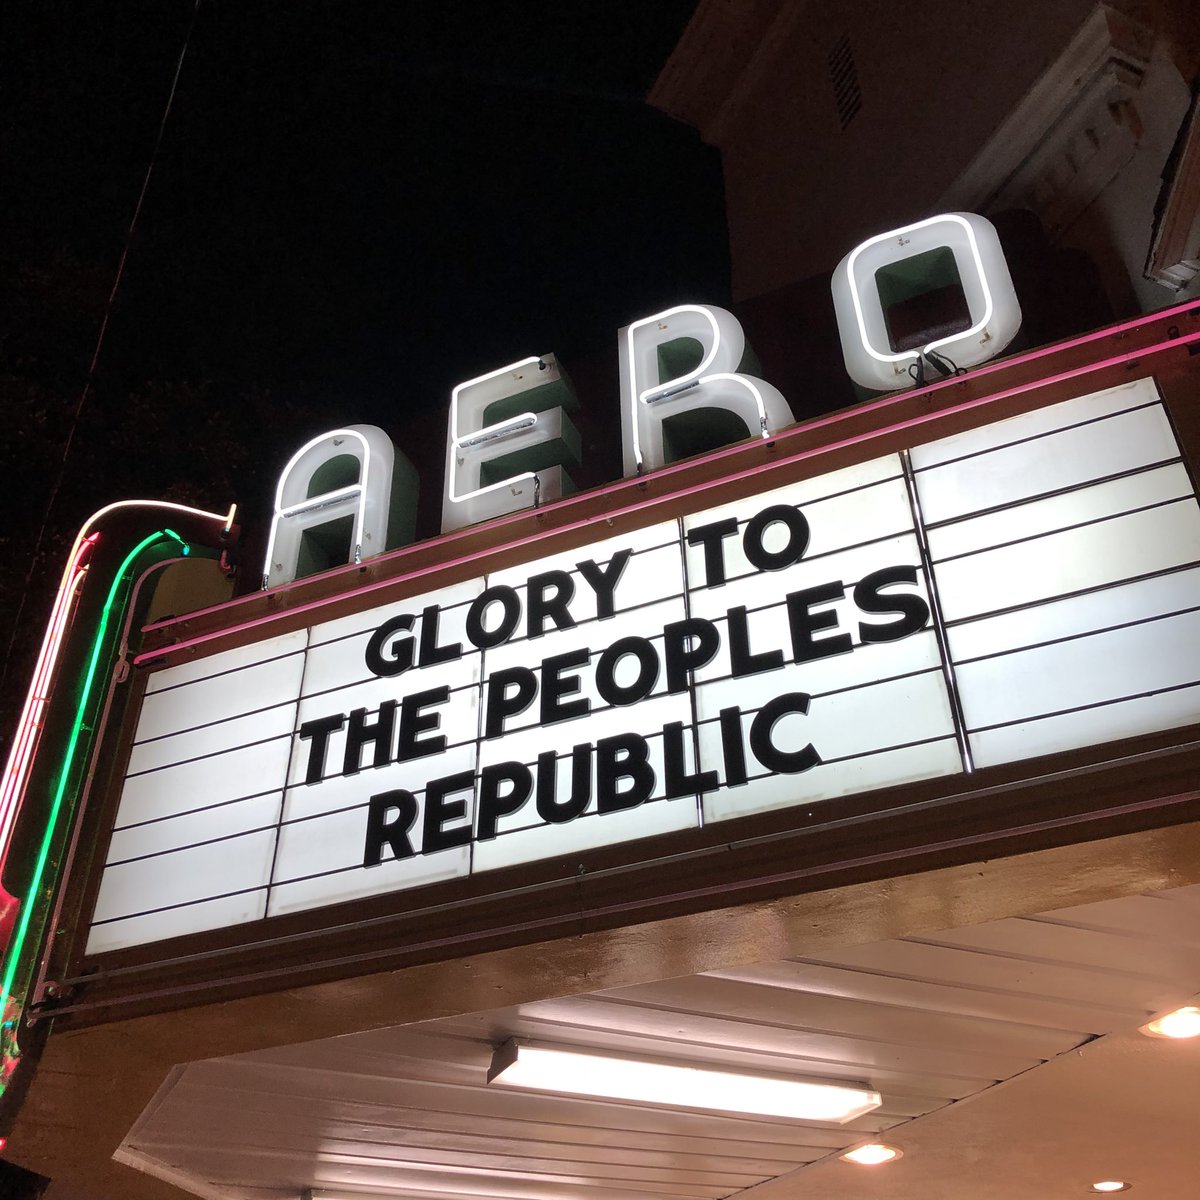 AERO
GLORY TO
THE PEOPLES
REPUBLIC